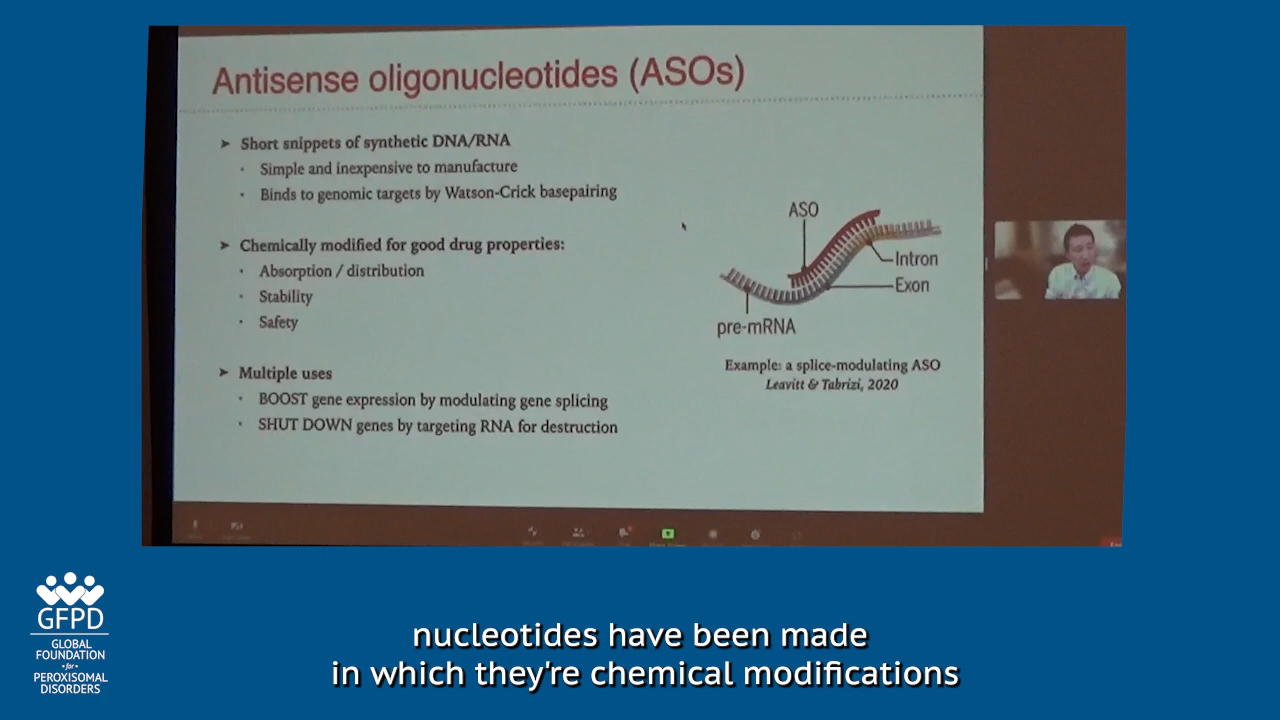 Antisense oligonucleotides (ASOs)
➤ Short snippets of synthetic DNA/RNA
· Simple and inexpensive to manufacture
· Binds to genomic targets by Watson-Crick basepairing
➤ Chemically modified for good drug properties:
· Absorption / distribution
· Stability
· Safety
➤ Multiple uses
· BOOST gene expression by modulating gene splicing
· SHUT DOWN genes by targeting RNA for destruction
ASO
Intron
Exon
pre-mRNA
Example: a splice-modulating ASO
Leavitt & Tabrizi, 2020
GFPD
GLOBAL
FOUNDATION
for
PEROXISOMAL
DISORDERS
nucleotides have been made
in which they're chemical modifications